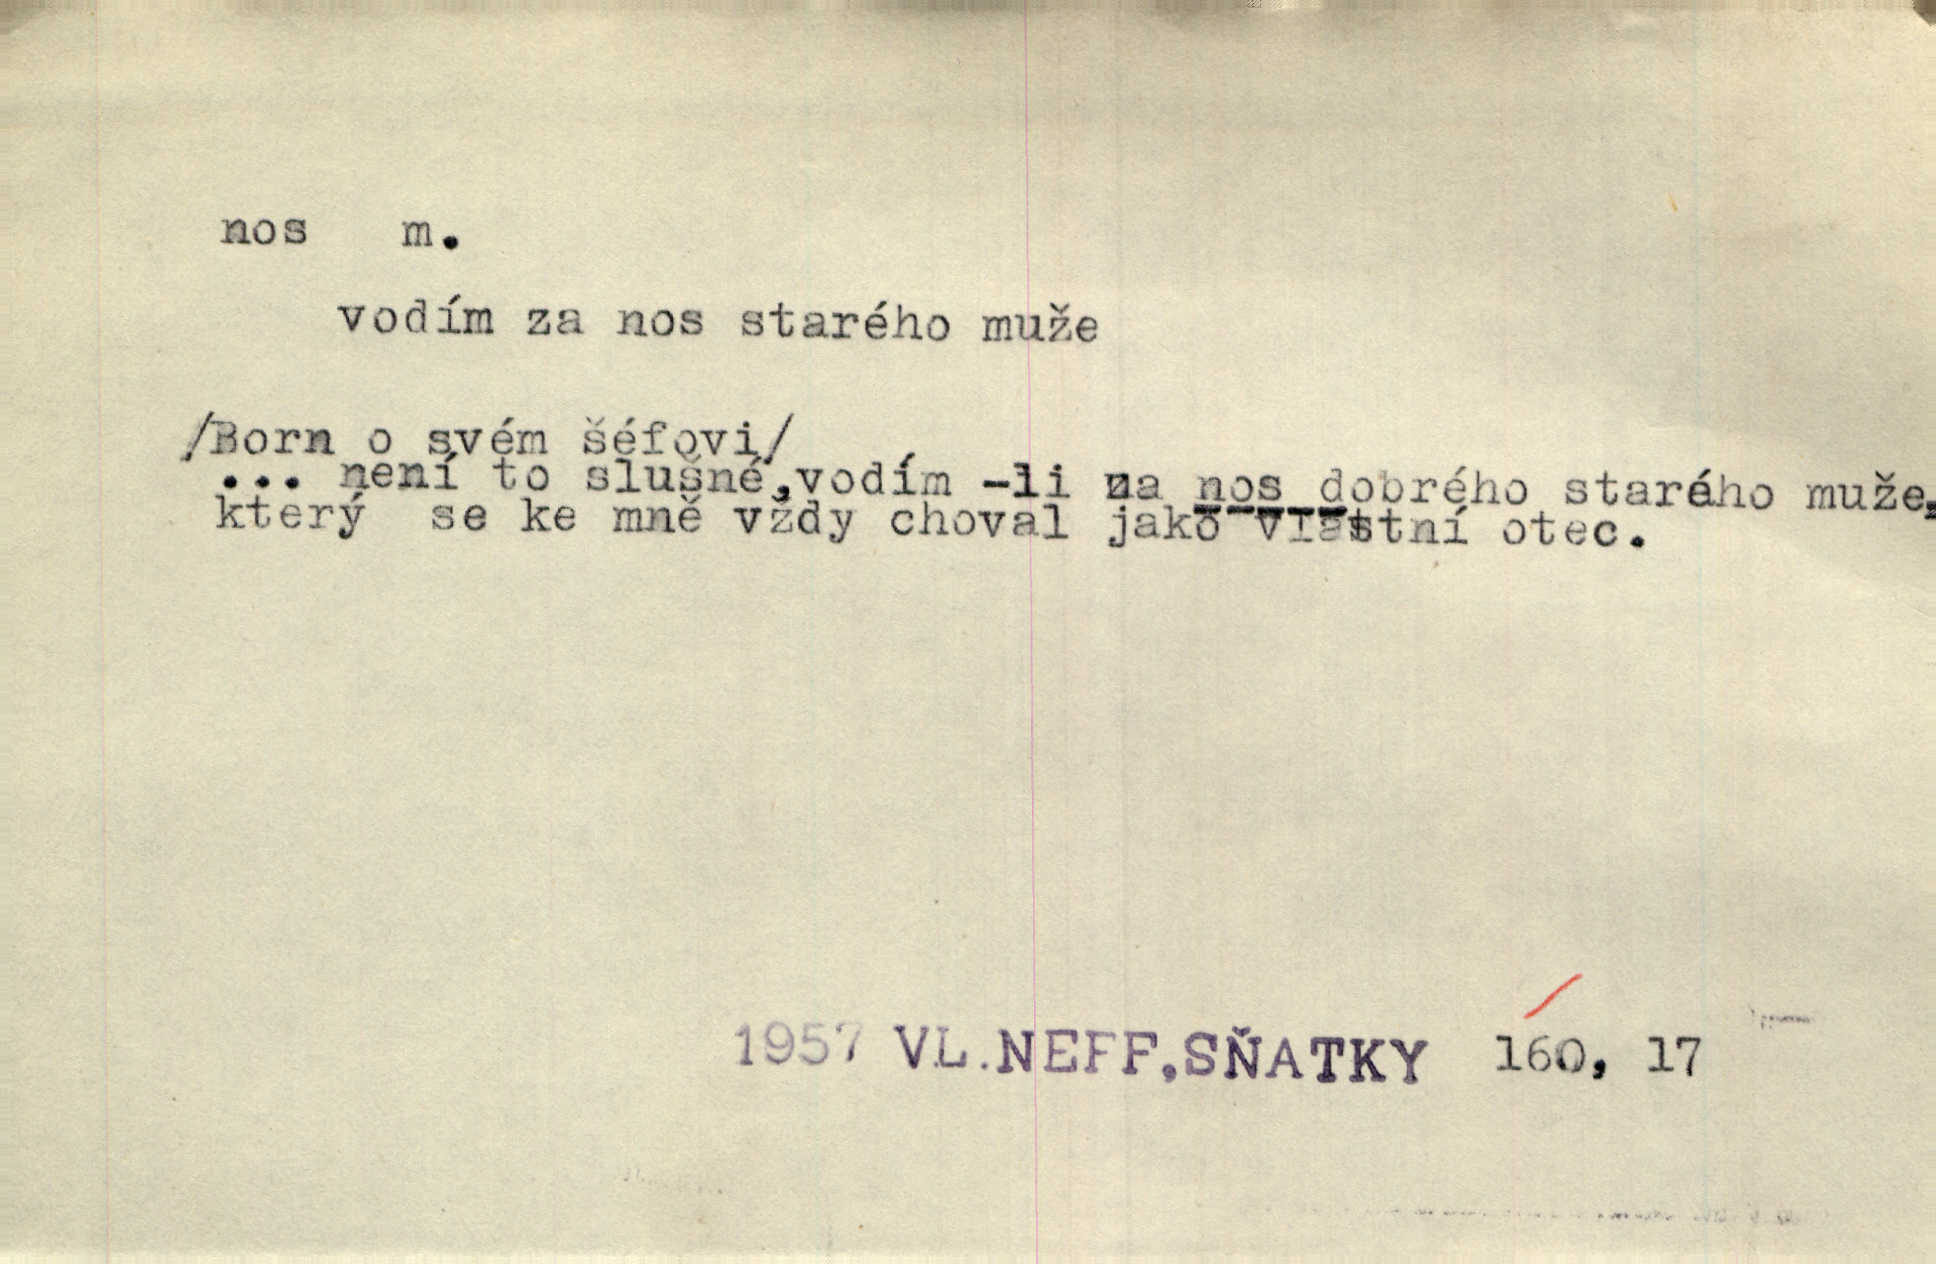 nos m.
vodím za nos starého muže
/Born o svém šéfovi/
... není to slušné,vodím -li za nos dobrého staráho muže,
který se ke mně vždy choval jako vlastní otec.
1957 VL.NEFF,SŇATKY 160, 17